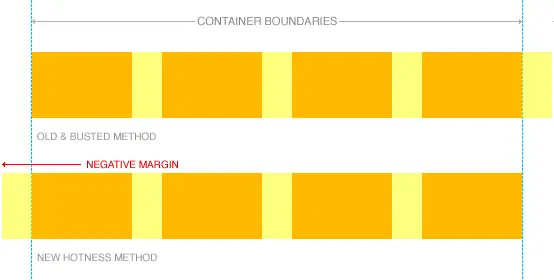 CONTAINER BOUNDARIES
OLD & BUSTED METHOD
NEGATIVE MARGIN
NEW HOTNESS METHOD